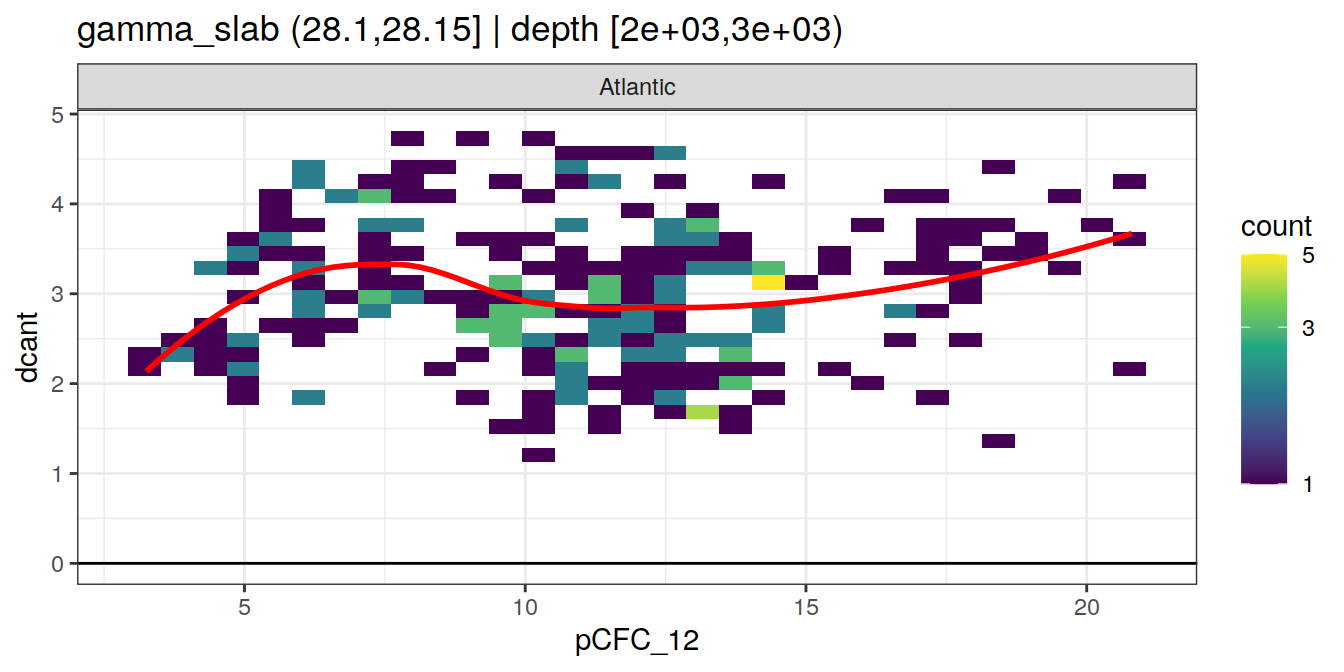 gamma_slab (28.1,28.15] | depth [2e+03,3e+03)
Atlantic
5
4
3
2
1
0
dcant
5
10
15
20
pCFC_12
count
5
3
1